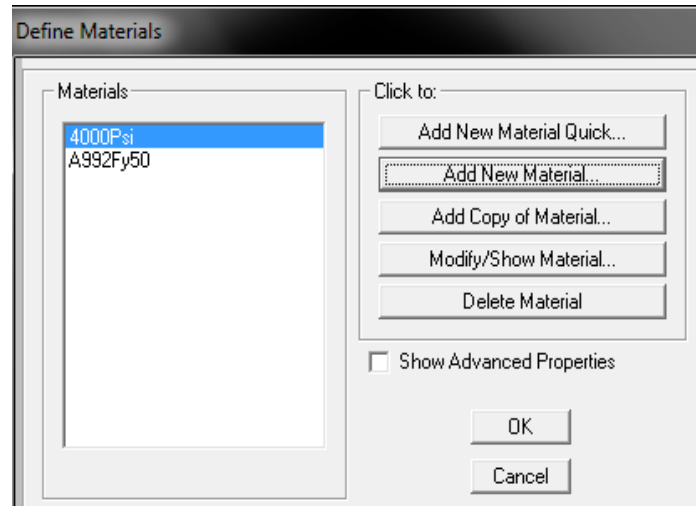 Define Materials
Materials
4000Psi
A992Fy50
Click to:
Add New Material Quick...
Add New Material...
Add Copy of Material...
Modify/Show Material...
Delete Material
Show Advanced Properties
OK
Cancel